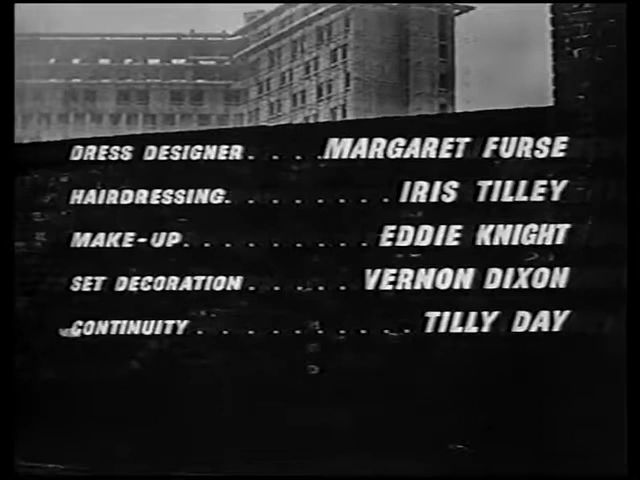 DRESS DESIGNER. . . . .MARGARET FURSE
HAIRDRESSING. . . . . . . . . IRIS TILLEY
MAKE-UP. . . . . . . . . . EDDIE KNIGHT
SET DECORATION . . . . . . VERNON DIXON
CONTINUITY . . . . . . . . . . . TILLY DAY